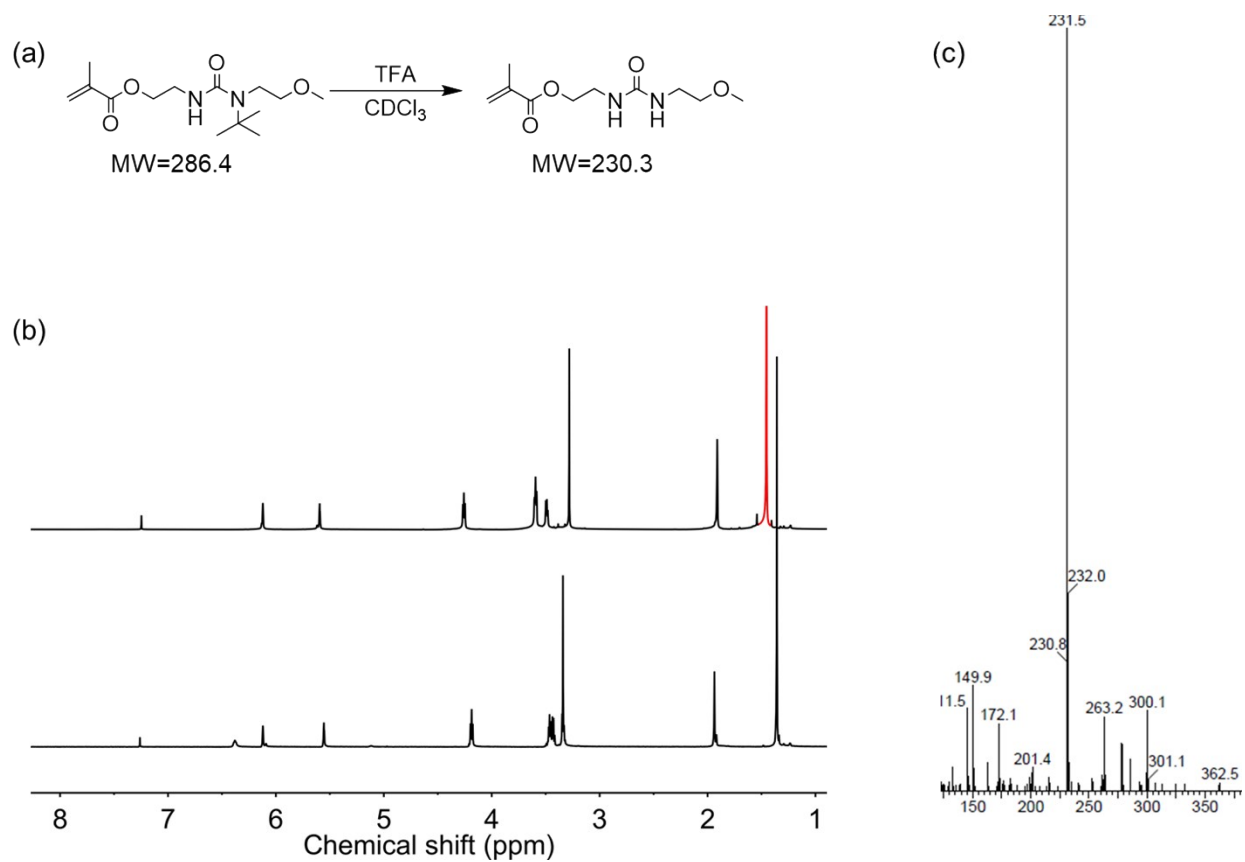 (a)
O
O
N
H
O
N
O
TFA
CDCl3
O
O
N
H
O
N
H
O
MW=286.4
MW=230.3
(b)
8 7 6 5 4 3 2 1
Chemical shift (ppm)
(c)
231.5
232.0
230.8
149.9
11.5
172.1
263.2
300.1
201.4
301.1
362.5
150 200 250 300 350